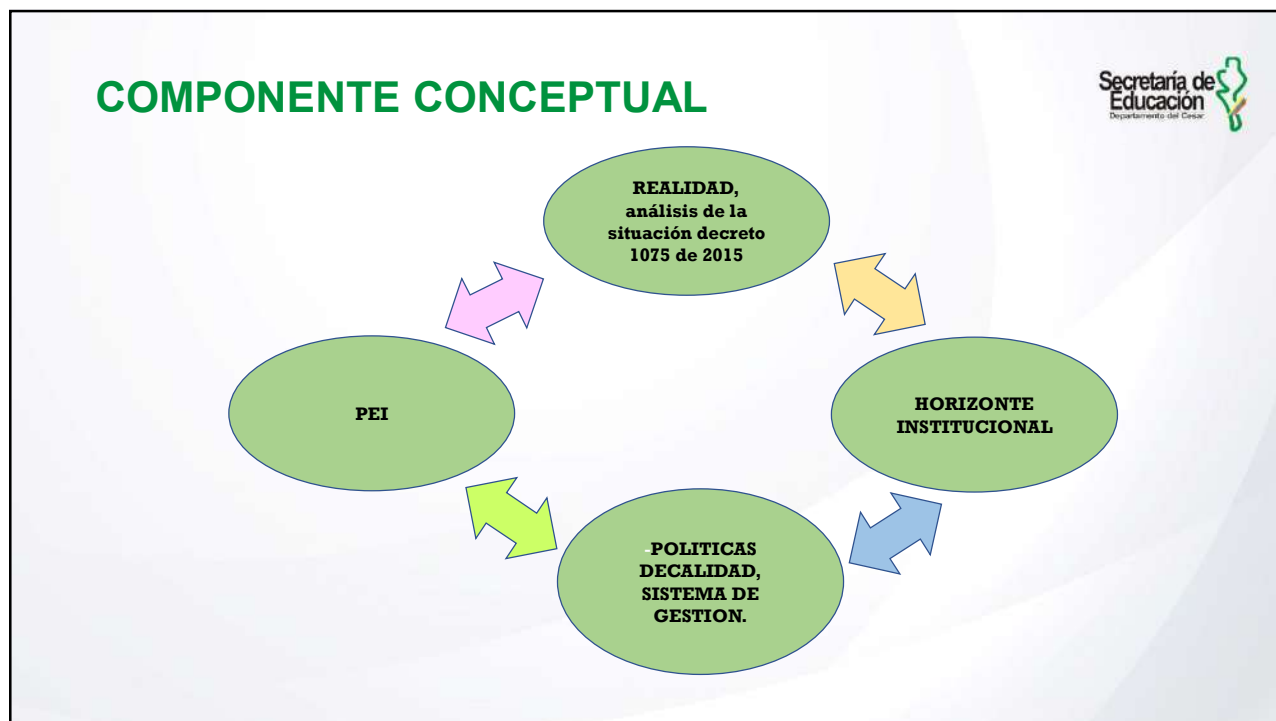 COMPONENTE CONCEPTUAL
Secretaría de
Educación
Departamento del Cesar
REALIDAD,
análisis de la
situación decreto
1075 de 2015
PEI
HORIZONTE
INSTITUCIONAL
-POLITICAS
DECALIDAD,
SISTEMA DE
GESTION.